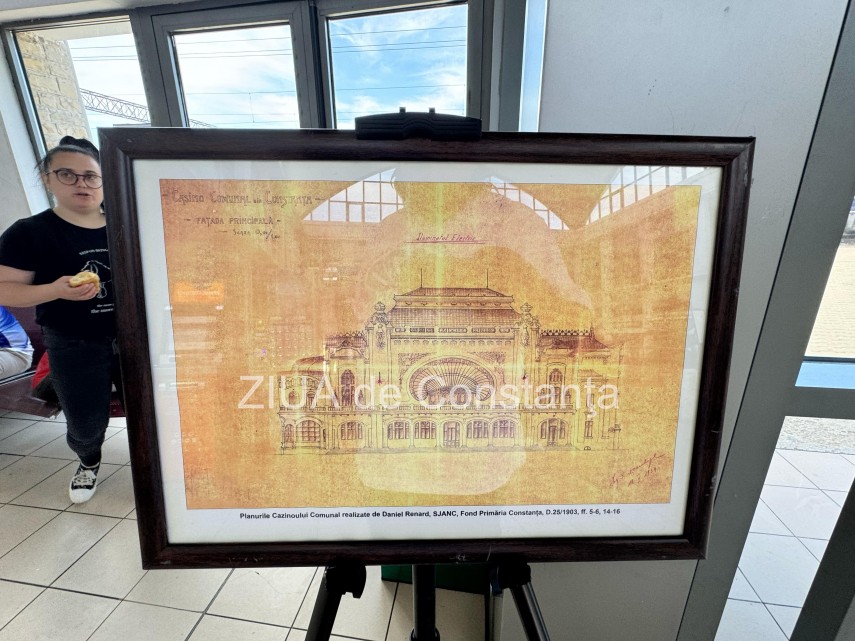 CASINO COMUNAL din CONSTANȚA
- FAȚADA PRINCIPALĂ -
Iluminatul Electric
ZIUA de Constanța
Planurile Cazinoului Comunal realizate de Daniel Renard, SJANC, Fond Primăria Constanța, D.25/1903, ff. 5-6, 14-16